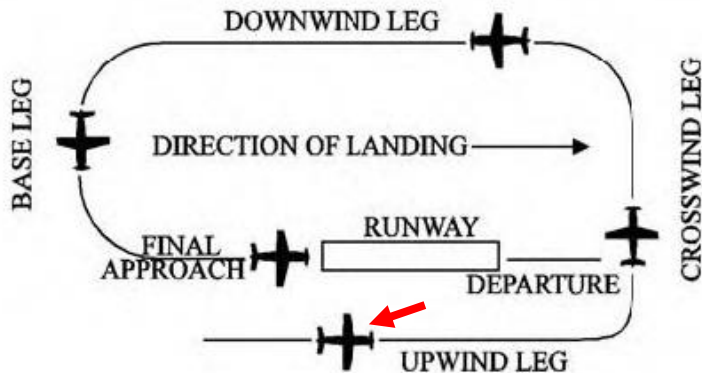 DOWNWIND LEG
BASE LEG
DIRECTION OF LANDING
CROSSWIND LEG
RUNWAY
FINAL
APPROACH
DEPARTURE
UPWIND LEG